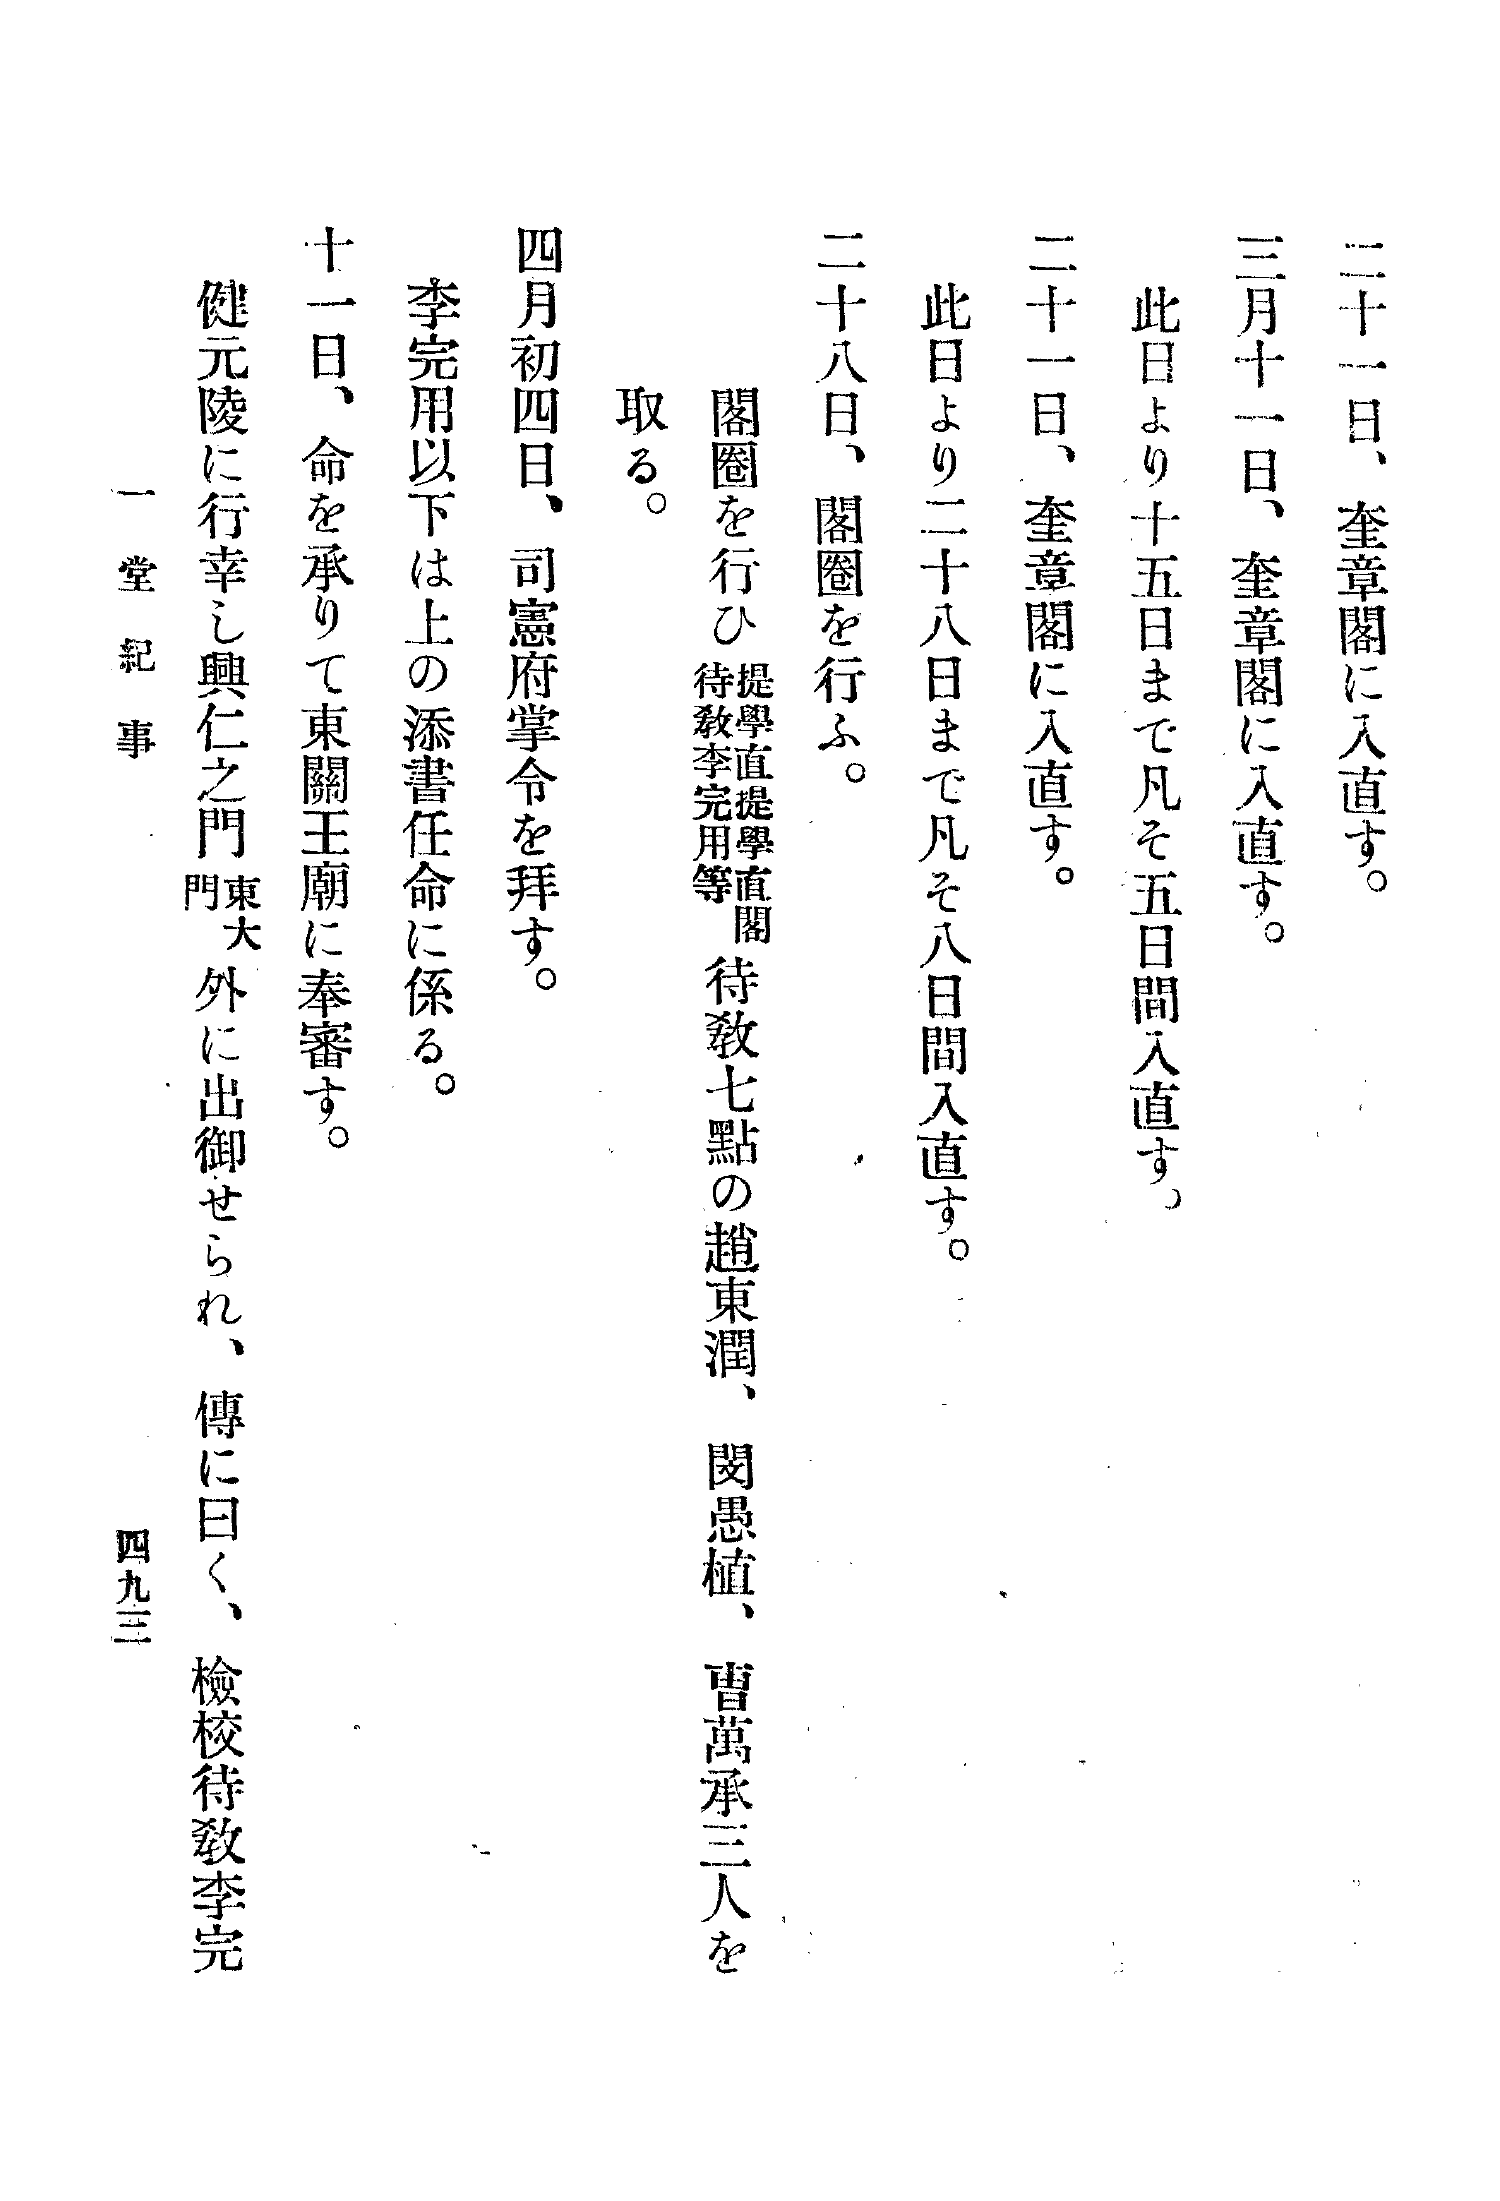 二十一日、奎章閣に入直す。
三月十一日、奎章閣に入直す。
此日より十五日まで凡そ五日間入直す、
二十一日、奎章閣に入直す。
此日より二十八日まで凡そ八日間入直す。
二十八日、閣圈を行ふ。
閣圈を行ひ提學直提學直閣待敎李完用等待敎七點の趙東潤、閔愚植、曺萬承三人を
取る。
四月初四日、司憲府掌令を拜す。
李完用以下は上の添書任命に係る。
十一日、命を承りて東關王廟に奉審す。
健元陵に行幸し興仁之門東大門外に出御せられ、傳に曰く、檢校待敎李完
一堂紀事
四九三